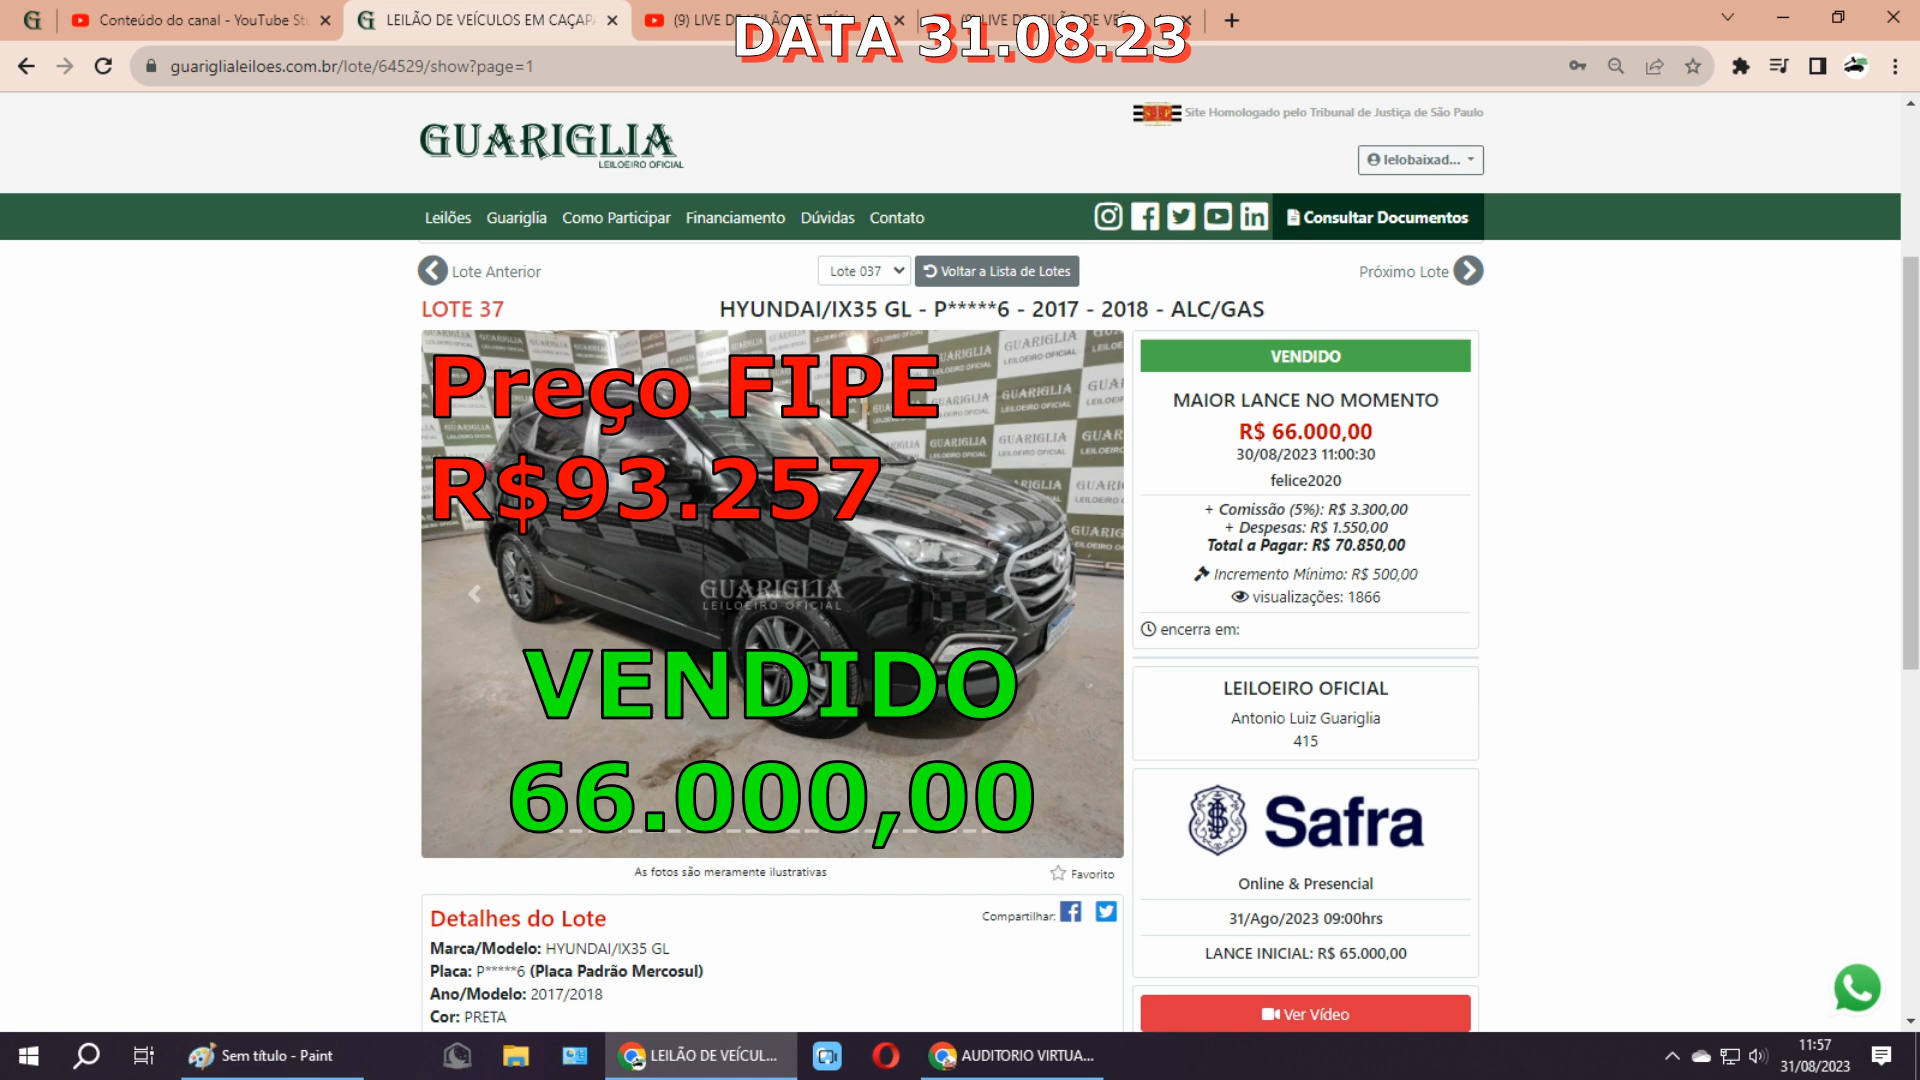 Conteúdo do canal - YouTube St
LEILÃO DE VEÍCULOS EM CAÇAP
DATA 31.08.23
guariglialeiloes.com.br/lote/64529/show?page=1
Site Homologado pelo Tribunal de Justiça de São Paulo
GUARIGLIA
LEILOEIRO OFICIAL
lelobaixad...
Leilões Guariglia Como Participar Financiamento Dúvidas Contato
Consultar Documentos
Lote Anterior
Lote 037
Voltar a Lista de Lotes
Próximo Lote
LOTE 37
HYUNDAI/IX35 GL - P*****6 - 2017 - 2018 - ALC/GAS
Preço FIPE
R$93.257
GUARIGLIA
LEILOEIRO OFICIAL
VENDIDO
66.000,00
As fotos são meramente ilustrativas
Favorito
VENDIDO
MAIOR LANCE NO MOMENTO
R$ 66.000,00
30/08/2023 11:00:30
felice2020
+ Comissão (5%): R$ 3.300,00
+ Despesas: R$ 1.550,00
Total a Pagar: R$ 70.850,00
Incremento Mínimo: R$ 500,00
visualizações: 1866
encerra em:
LEILOEIRO OFICIAL
Antonio Luiz Guariglia
415
Safra
Online & Presencial
31/Ago/2023 09:00hrs
LANCE INICIAL: R$ 65.000,00
Ver Vídeo
Detalhes do Lote
Compartilhar:
Marca/Modelo: HYUNDAI/IX35 GL
Placa: P*****6 (Placa Padrão Mercosul)
Ano/Modelo: 2017/2018
Cor: PRETA
Sem título - Paint
LEILÃO DE VEÍCUL...
AUDITORIO VIRTUA...
11:57
31/08/2023